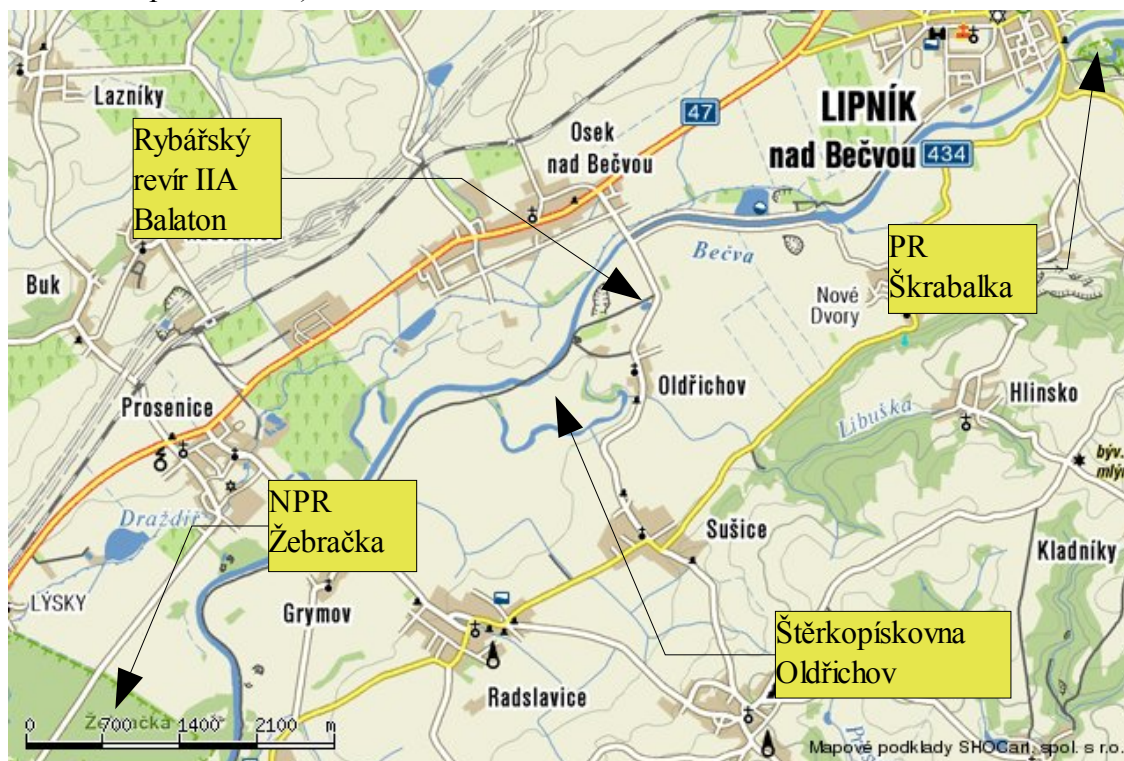 Lazníky
Rybářský
revír IIA
Balaton
Osek
nad Bečvou
47
LIPNÍK
nad Bečvou
434
Bečva
PR
Škrabalka
Buk
Nové
Dvory
Oldřichov
Hlinsko
Libuška
Prosenice
býv.
mlýn
NPR
Žebračka
Draždíř
Sušice
Kladníky
LÝSKY
Grymov
Štěrkopískovna
Oldřichov
Radslavice
0 700 1400 2100 m
Mapové podklady SHOCart, spol. s r.o.